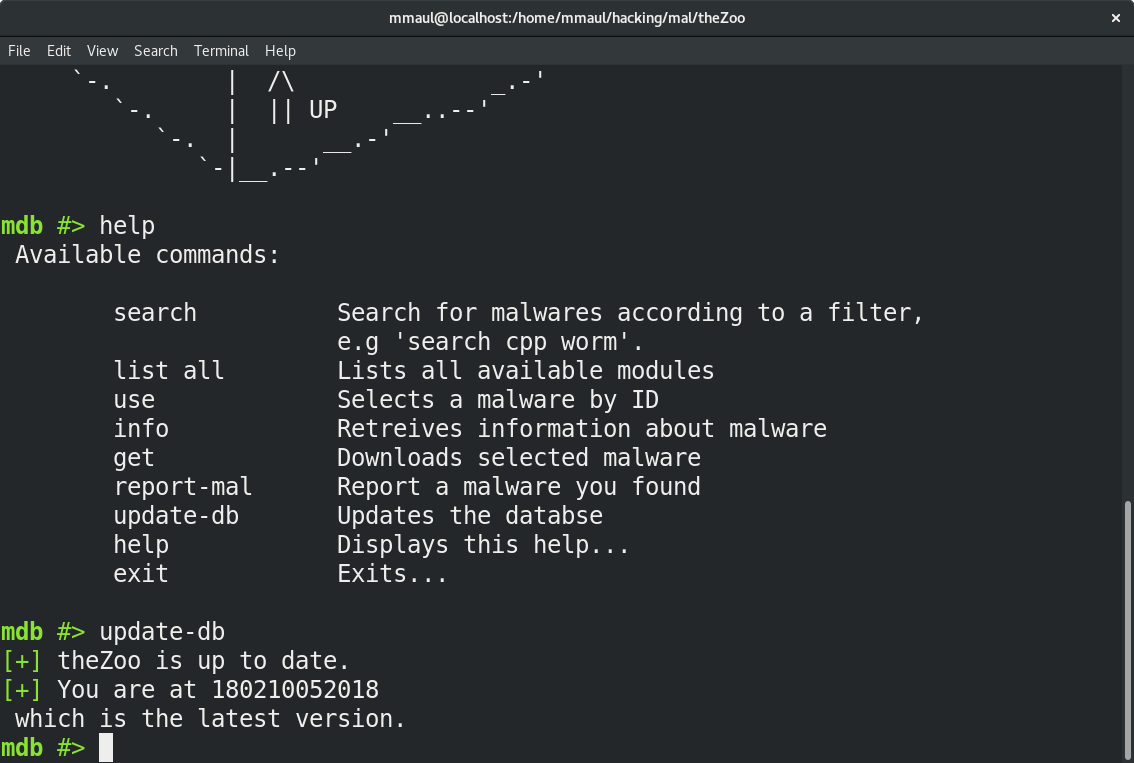 mmaul@localhost:/home/mmaul/hacking/mal/theZoo ×
File Edit View Search Terminal Help
     `-.        |  /\              _.-'
        `-.     |  || UP    __..--'
           `-.  |      __.-'
              `-|__.--'
mdb #> help
 Available commands:
        search          Search for malwares according to a filter,
                        e.g 'search cpp worm'.
        list all        Lists all available modules
        use             Selects a malware by ID
        info            Retreives information about malware
        get             Downloads selected malware
        report-mal      Report a malware you found
        update-db       Updates the databse
        help            Displays this help...
        exit            Exits...
mdb #> update-db
[+] theZoo is up to date.
[+] You are at 180210052018
 which is the latest version.
mdb #>